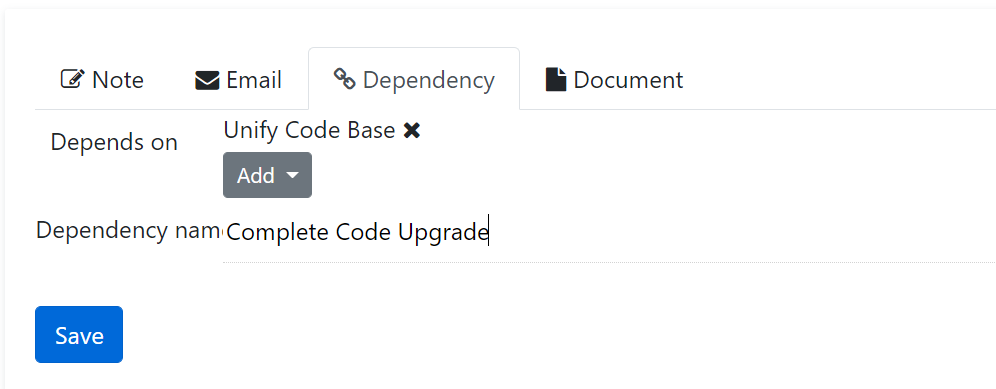 Note Email Dependency Document
Depends on
Unify Code Base
Add
Dependency nam
Complete Code Upgrade
Save